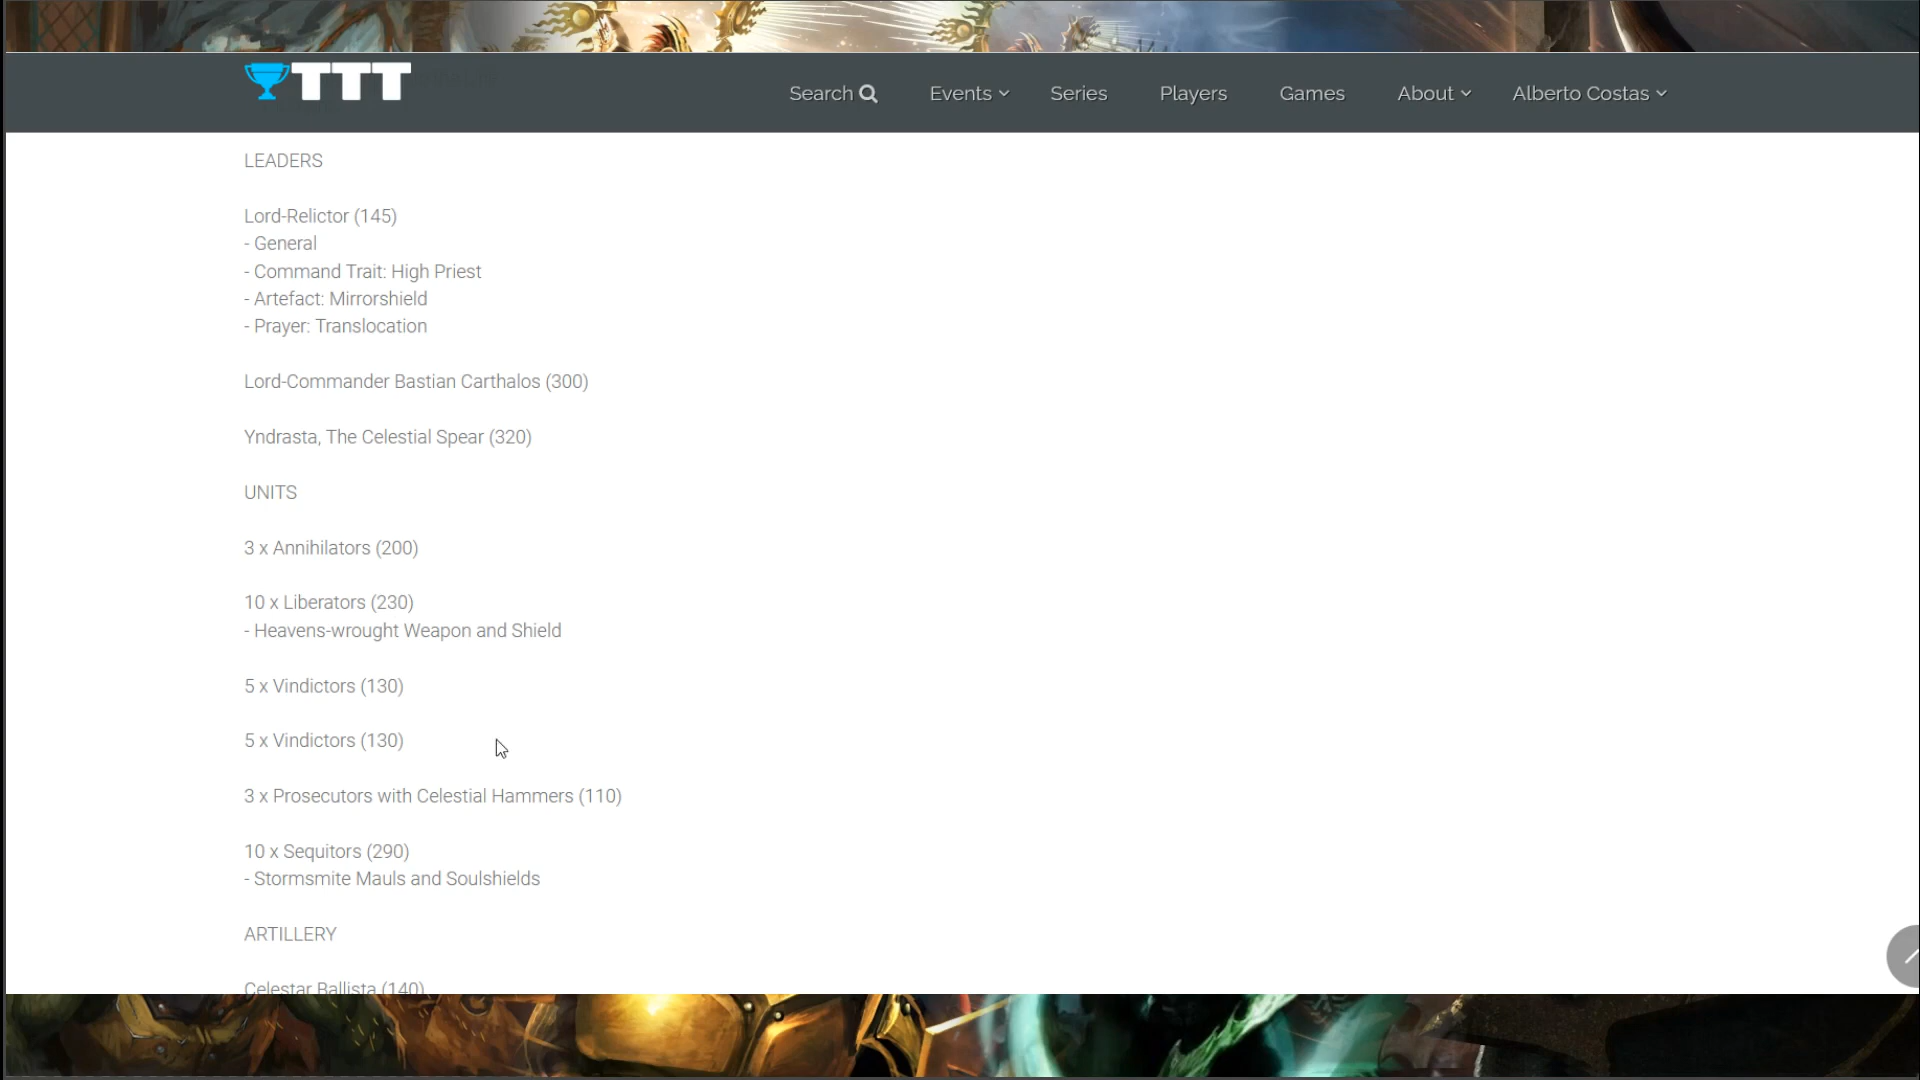 TTT
Search
Events
Series
Players
Games
About
Alberto Costas
LEADERS
Lord-Relictor (145)
- General
- Command Trait: High Priest
- Artefact: Mirrorshield
- Prayer: Translocation
Lord-Commander Bastian Carthalos (300)
Yndrasta, The Celestial Spear (320)
UNITS
3 x Annihilators (200)
10 x Liberators (230)
- Heavens-wrought Weapon and Shield
5 x Vindictors (130)
5 x Vindictors (130)
3 x Prosecutors with Celestial Hammers (110)
10 x Sequitors (290)
- Stormsmite Mauls and Soulshields
ARTILLERY
Celestar Ballista (140)